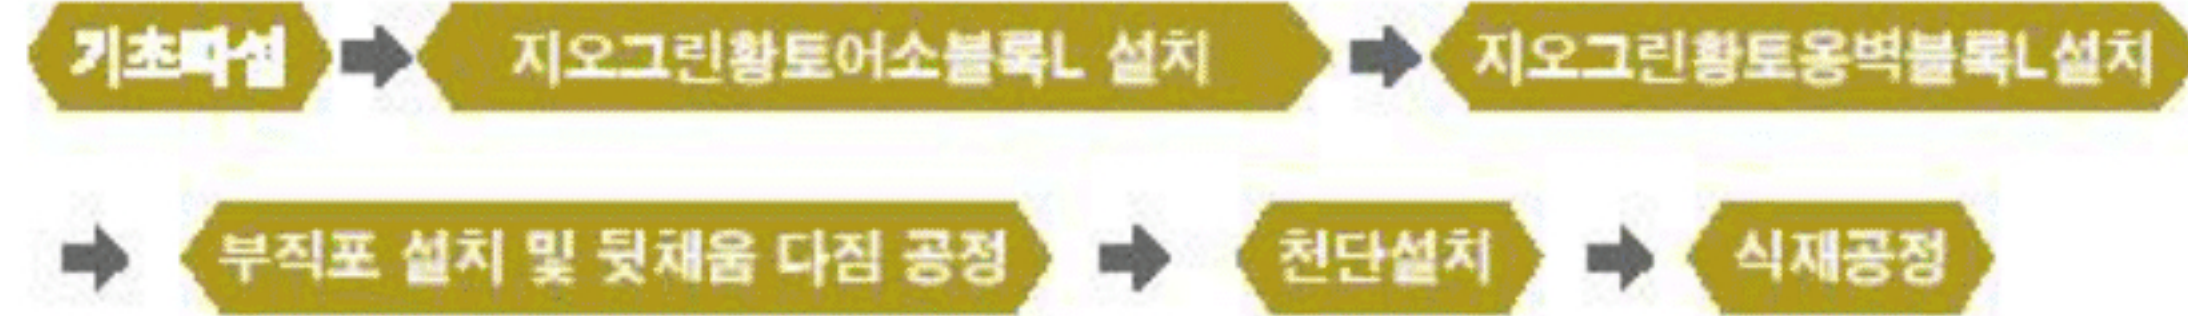 기초파설 지오그린황토어소블록L 설치 지오그린황토옹벽블록L설치
부직포 설치 및 뒷채움 다짐 공정 천단설치 식재공정